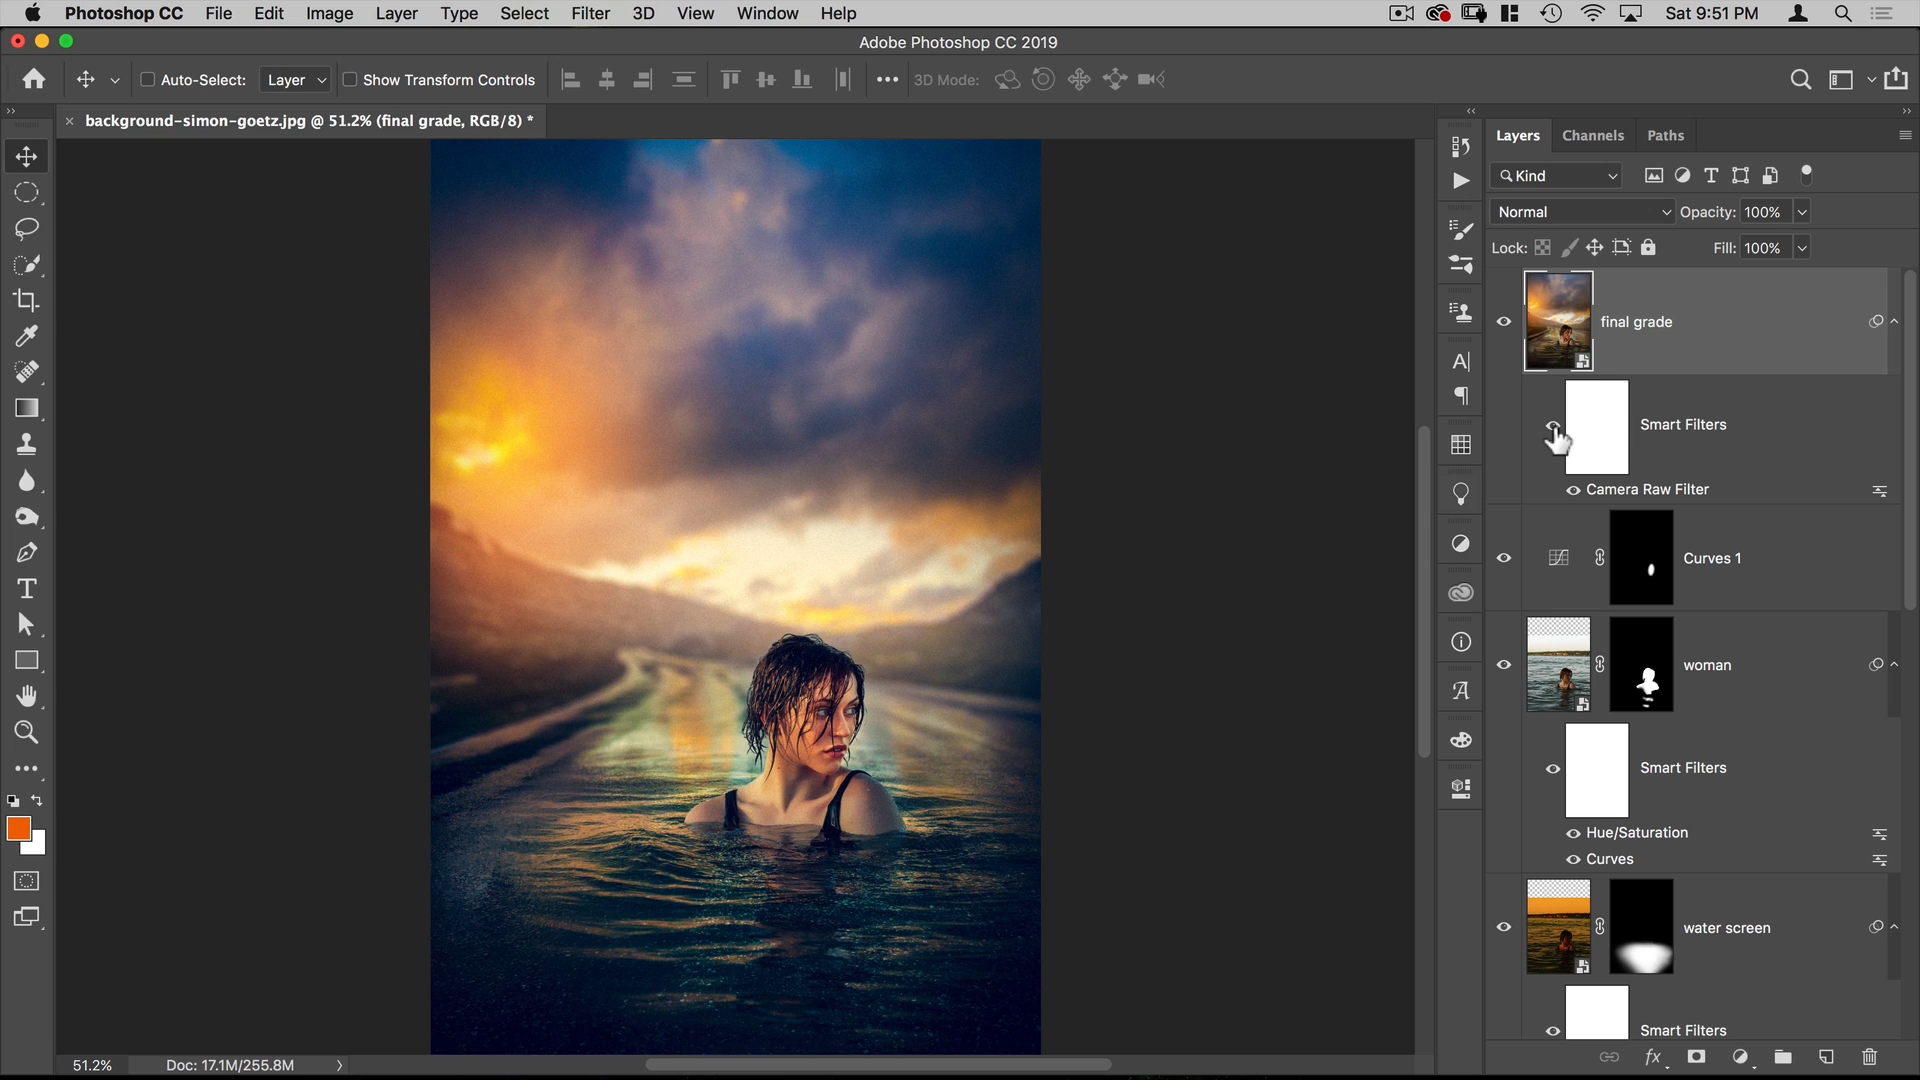 Photoshop CC File Edit Image Layer Type Select Filter 3D View Window Help Sat 9:51 PM
Adobe Photoshop CC 2019
Auto-Select: Layer Show Transform Controls 3D Mode:
× background-simon-goetz.jpg @ 51.2% (final grade, RGB/8) *
Layers Channels Paths
Kind
Normal Opacity: 100%
Lock: Fill: 100%
final grade
Smart Filters
Camera Raw Filter
Curves 1
woman
Smart Filters
Hue/Saturation
Curves
water screen
Smart Filters
51.2% Doc: 17.1M/255.8M
fx